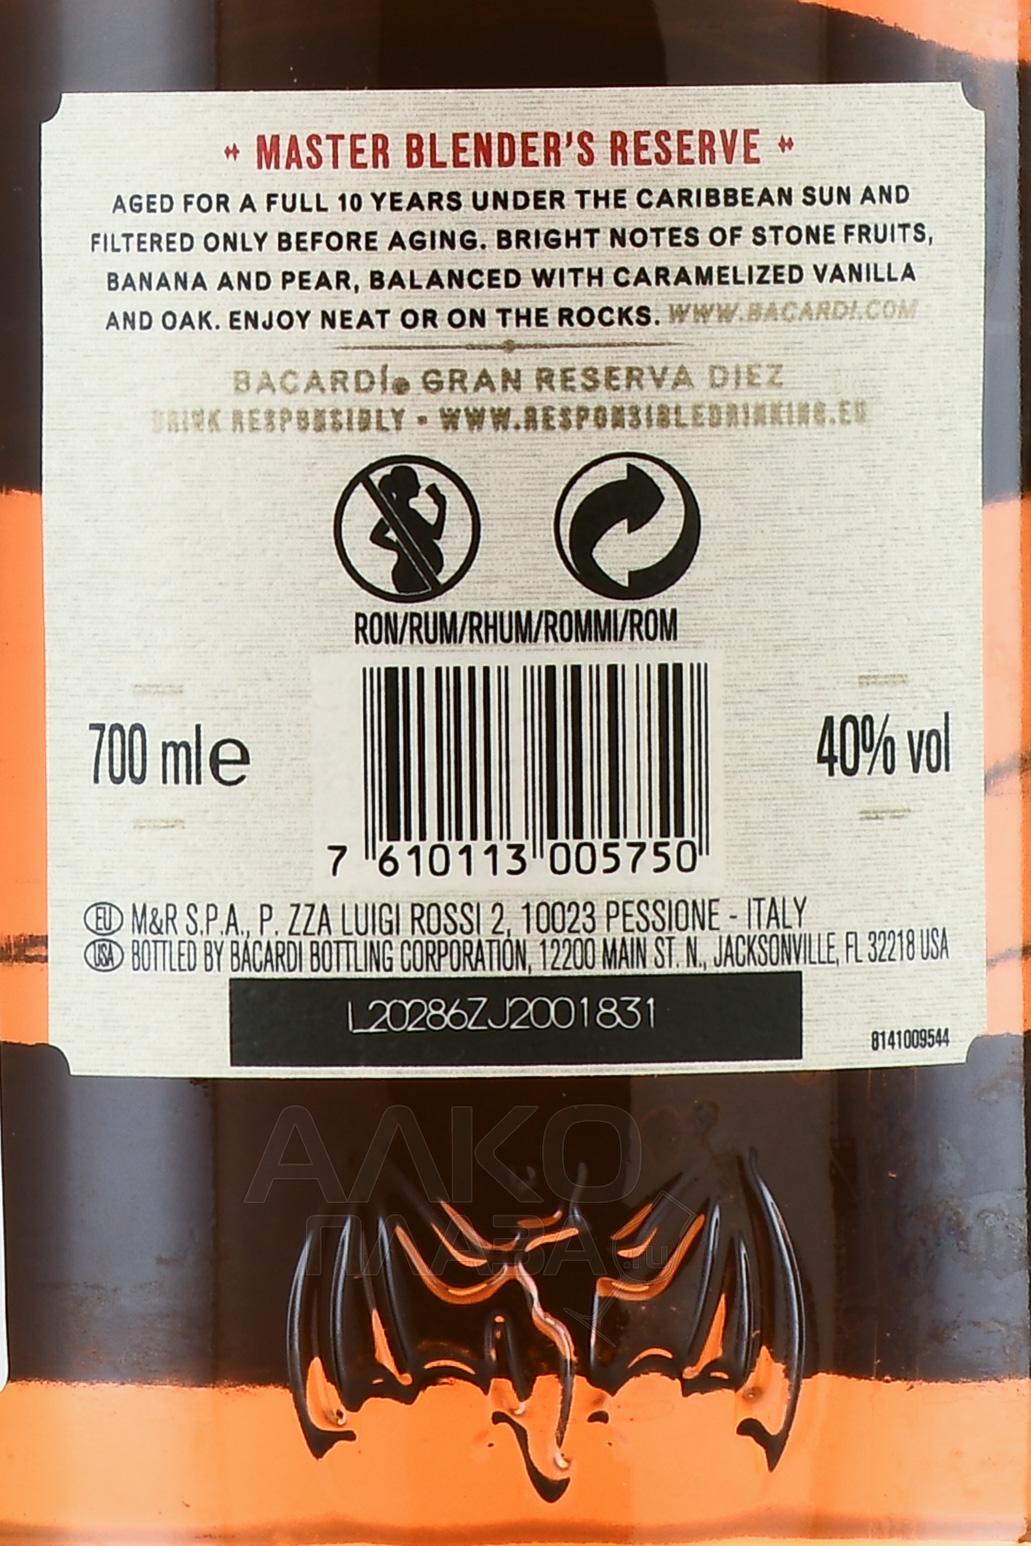 MASTER BLENDER'S RESERVE
AGED FOR A FULL 10 YEARS UNDER THE CARIBBEAN SUN AND
FILTERED ONLY BEFORE AGING. BRIGHT NOTES OF STONE FRUITS,
BANANA AND PEAR, BALANCED WITH CARAMELIZED VANILLA
AND OAK. ENJOY NEAT OR ON THE ROCKS. WWW.BACARDI.COM
BACARDÍ® GRAN RESERVA DIEZ
DRINK RESPONSIBLY • WWW.RESPONSIBLEDRINKING.EU
RON/RUM/RHUM/ROMMI/ROM
700 ml e
40% vol
7 610113 005750
EU M&R S.P.A., P. ZZA LUIGI ROSSI 2, 10023 PESSIONE - ITALY
USA BOTTLED BY BACARDI BOTTLING CORPORATION, 12200 MAIN ST. N., JACKSONVILLE, FL 32218 USA
L20286ZJ2001831
8141009544
АЛКО
ПЛАЗА.ru